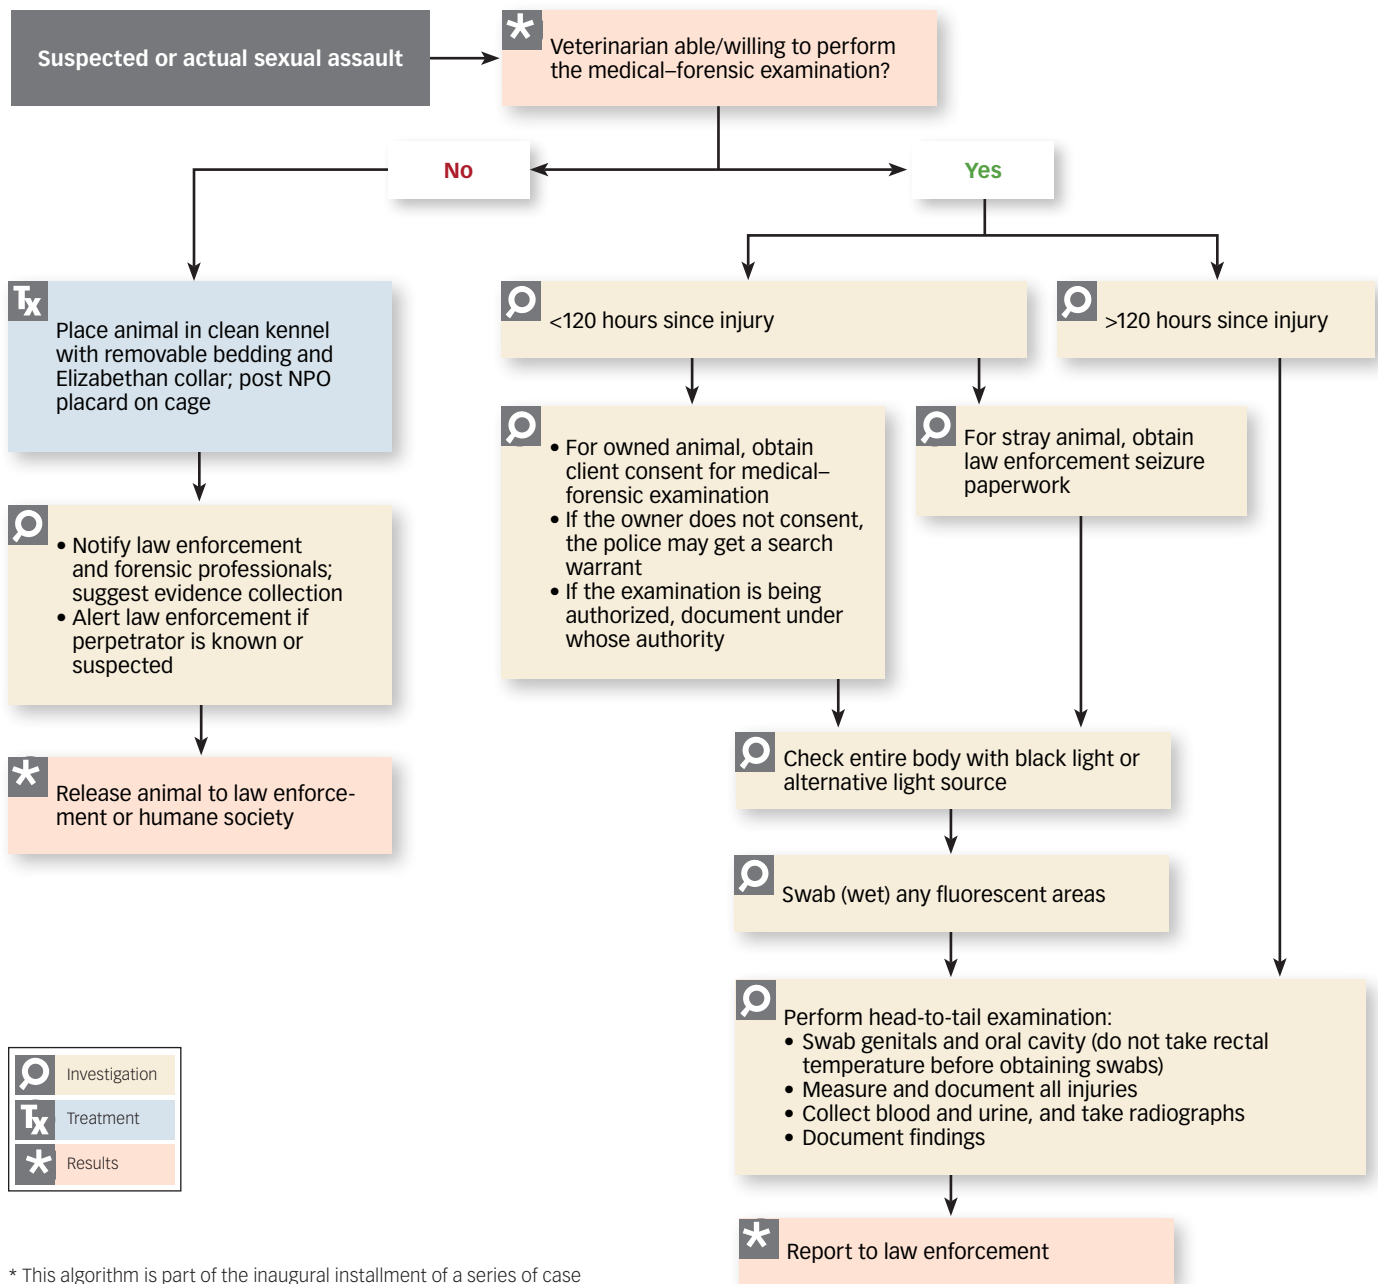 Suspected or actual sexual assault
* Veterinarian able/willing to perform
the medical–forensic examination?
No
Yes
Tx
Place animal in clean kennel
with removable bedding and
Elizabethan collar; post NPO
placard on cage
<120 hours since injury
>120 hours since injury
• For owned animal, obtain
client consent for medical–
forensic examination
• If the owner does not consent,
the police may get a search
warrant
• If the examination is being
authorized, document under
whose authority
For stray animal, obtain
law enforcement seizure
paperwork
• Notify law enforcement
and forensic professionals;
suggest evidence collection
• Alert law enforcement if
perpetrator is known or
suspected
* Release animal to law enforce-
ment or humane society
Check entire body with black light or
alternative light source
Swab (wet) any fluorescent areas
Perform head-to-tail examination:
• Swab genitals and oral cavity (do not take rectal
temperature before obtaining swabs)
• Measure and document all injuries
• Collect blood and urine, and take radiographs
• Document findings
* Report to law enforcement
Investigation
Tx Treatment
* Results
* This algorithm is part of the inaugural installment of a series of case